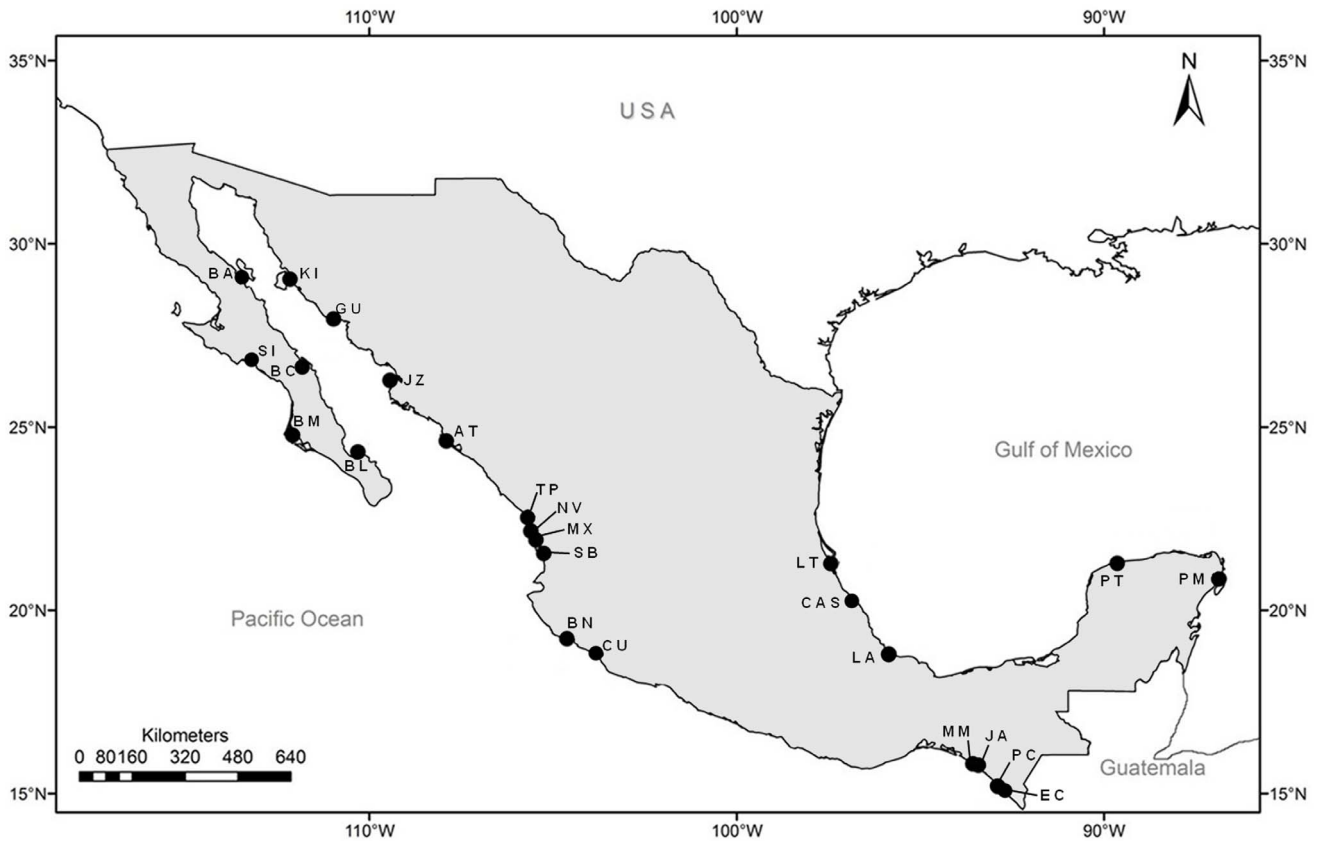 110°W 100°W 90°W
35°N 35°N
N
USA
30°N 30°N
BA KI
GU
SI
BC JZ
25°N BM AT 25°N
Gulf of Mexico
BL
TP
NV
MX
SB
LT
PT PM
CAS
20°N 20°N
Pacific Ocean
BN
CU
LA
Kilometers
0 80 160 320 480 640
MM JA
PC
Guatemala
15°N EC 15°N
110°W 100°W 90°W